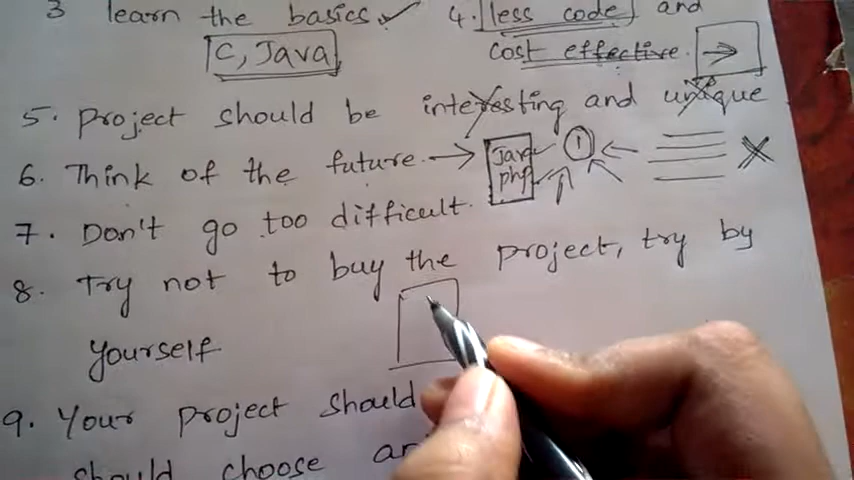 3 learn the basics. 4. less code and
C, Java cost effective.
5. Project should be interesting and unique
6. Think of the future. Java 1
php
7. Don't go too difficult.
8. Try not to buy the project, try by
yourself
9. Your project should
should choose